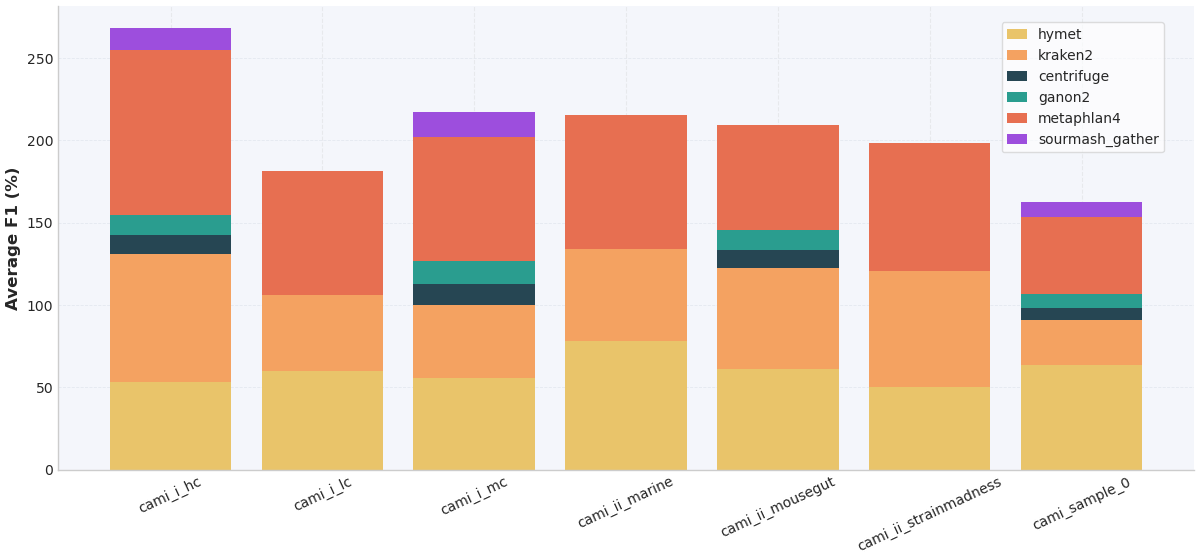 Average F1 (%)
250
200
150
100
50
0
hymet
kraken2
centrifuge
ganon2
metaphlan4
sourmash_gather
cami_i_hc
cami_i_lc
cami_i_mc
cami_ii_marine
cami_ii_mousegut
cami_ii_strainmadness
cami_sample_0